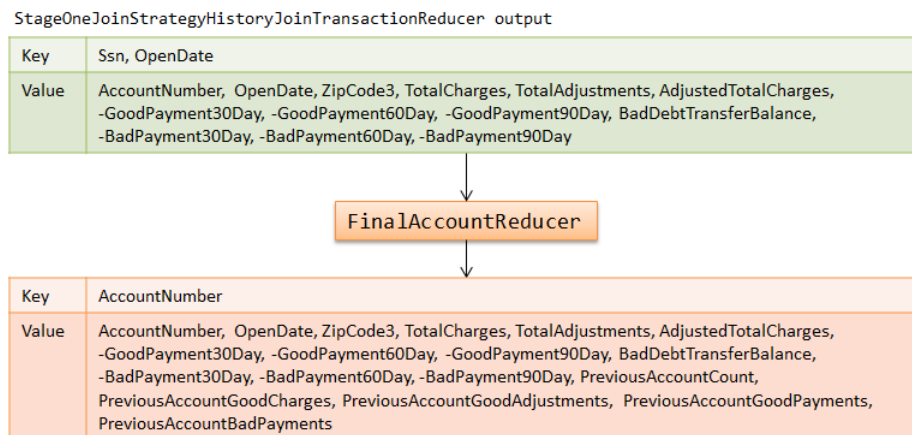 StageOneJoinStrategyHistoryJoinTransactionReducer output
Key Ssn, OpenDate
Value AccountNumber, OpenDate, ZipCode3, TotalCharges, TotalAdjustments, AdjustedTotalCharges,
-GoodPayment30Day, -GoodPayment60Day, -GoodPayment90Day, BadDebtTransferBalance,
-BadPayment30Day, -BadPayment60Day, -BadPayment90Day
FinalAccountReducer
Key AccountNumber
Value AccountNumber, OpenDate, ZipCode3, TotalCharges, TotalAdjustments, AdjustedTotalCharges,
-GoodPayment30Day, -GoodPayment60Day, -GoodPayment90Day, BadDebtTransferBalance,
-BadPayment30Day, -BadPayment60Day, -BadPayment90Day, PreviousAccountCount,
PreviousAccountGoodCharges, PreviousAccountGoodAdjustments, PreviousAccountGoodPayments,
PreviousAccountBadPayments